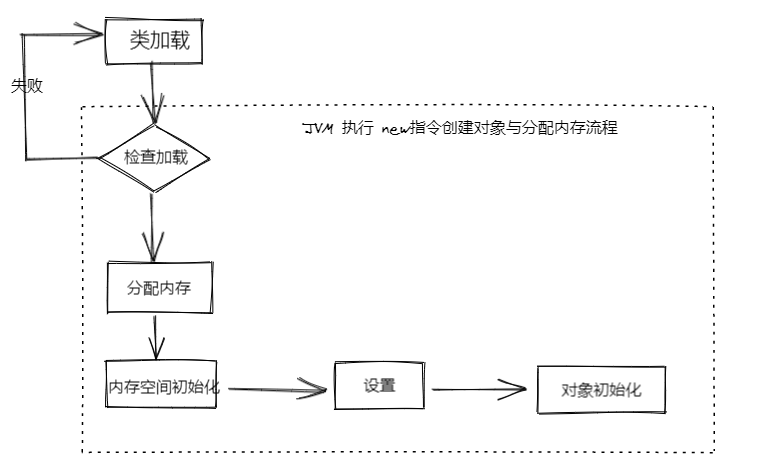 类加载
失败
JVM 执行 new指令创建对象与分配内存流程
检查加载
分配内存
内存空间初始化
设置
对象初始化